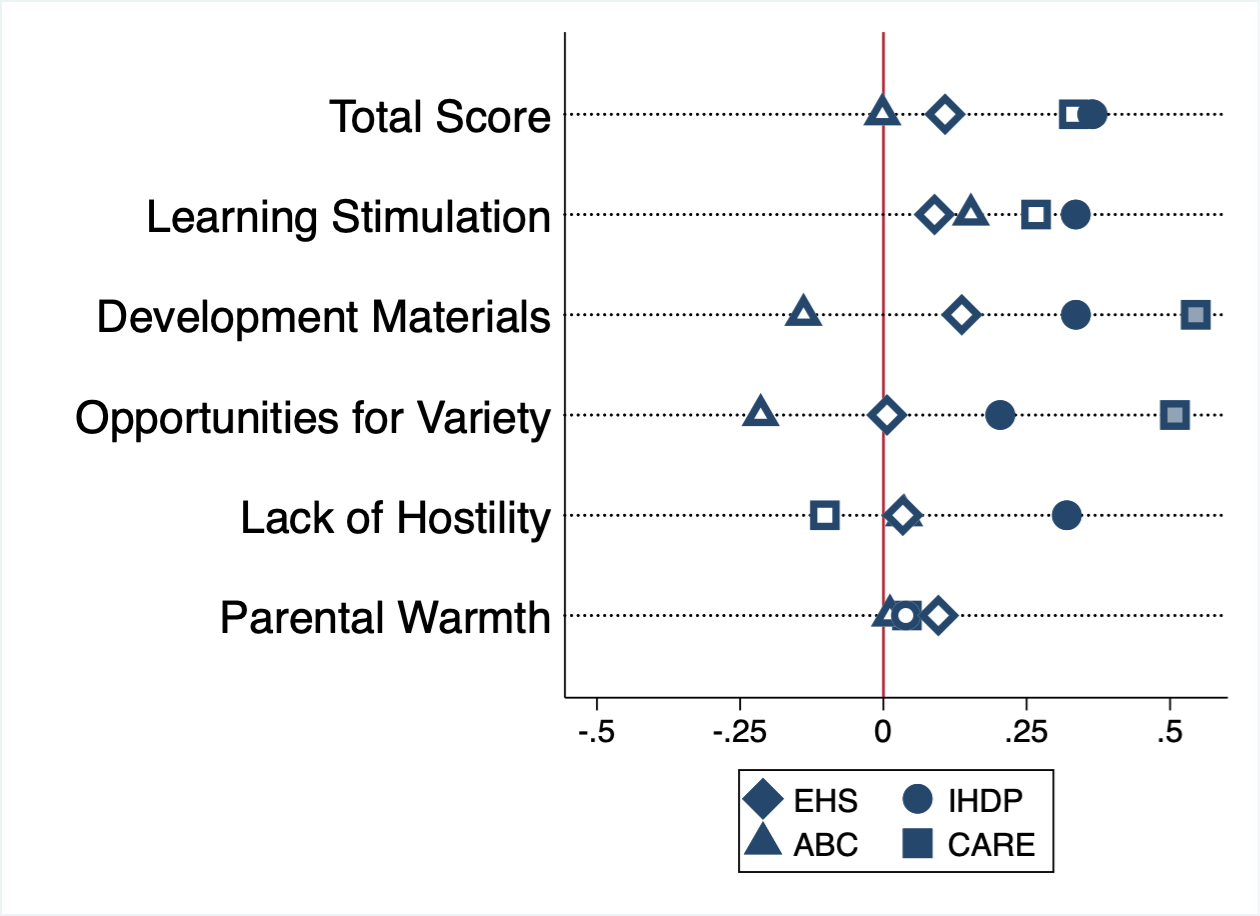 Total Score
Learning Stimulation
Development Materials
Opportunities for Variety
Lack of Hostility
Parental Warmth
-.5 -.25 0 .25 .5
EHS IHDP
ABC CARE